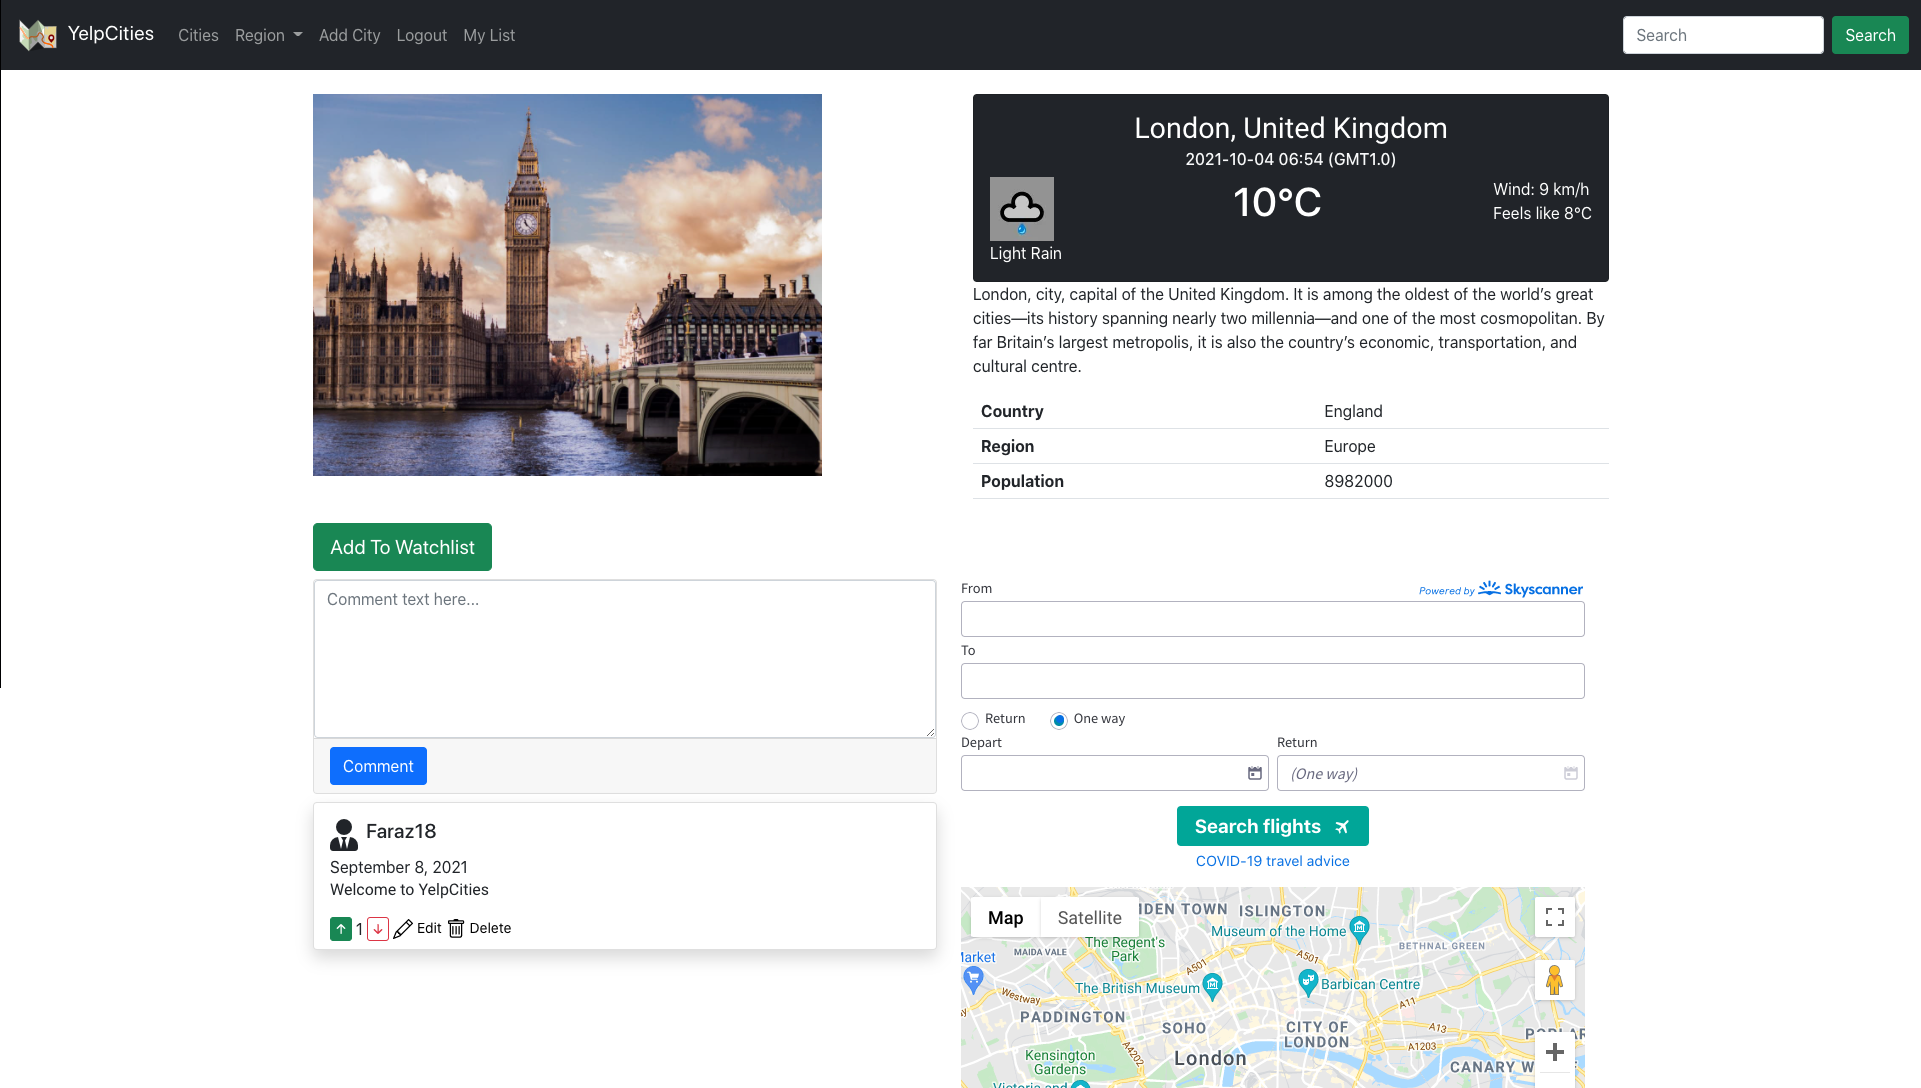 YelpCities
Cities
Region
Add City
Logout
My List
Search
Search
London, United Kingdom
2021-10-04 06:54 (GMT1.0)
10°C
Wind: 9 km/h
Feels like 8°C
Light Rain
London, city, capital of the United Kingdom. It is among the oldest of the world’s great
cities—its history spanning nearly two millennia—and one of the most cosmopolitan. By
far Britain’s largest metropolis, it is also the country’s economic, transportation, and
cultural centre.
Country England
Region Europe
Population 8982000
Add To Watchlist
Comment text here...
Comment
Faraz18
September 8, 2021
Welcome to YelpCities
1 Edit Delete
From
Powered by Skyscanner
To
Return One way
Depart
Return
(One way)
Search flights
COVID-19 travel advice
Map
Satellite
DEN TOWN
ISLINGTON
Museum of the Home
BETHNAL GREEN
The Regent's
Park
MAIDA VALE
A501
A501
arket
The British Museum
Barbican Centre
Westway
A11
PADDINGTON
SOHO
CITY OF
LONDON
A13
POPLAR
A4202
A1203
London
Kensington
Gardens
CANARY W
Victoria and